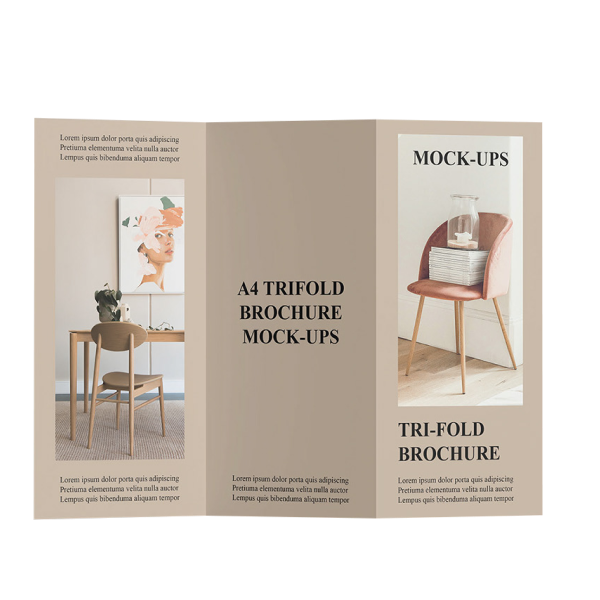 Lorem ipsum dolor porta quis adipiscing
Pretiuma elementuma velita nulla auctor
Lempus quis bibenduma aliquam tempor
Lorem ipsum dolor porta quis adipiscing
Pretiuma elementuma velita nulla auctor
Lempus quis bibenduma aliquam tempor
A4 TRIFOLD
BROCHURE
MOCK-UPS
Lorem ipsum dolor porta quis adipiscing
Pretiuma elementuma velita nulla auctor
Lempus quis bibenduma aliquam tempor
MOCK-UPS
TRI-FOLD
BROCHURE
Lorem ipsum dolor porta quis adipiscing
Pretiuma elementuma velita nulla auctor
Lempus quis bibenduma aliquam tempor